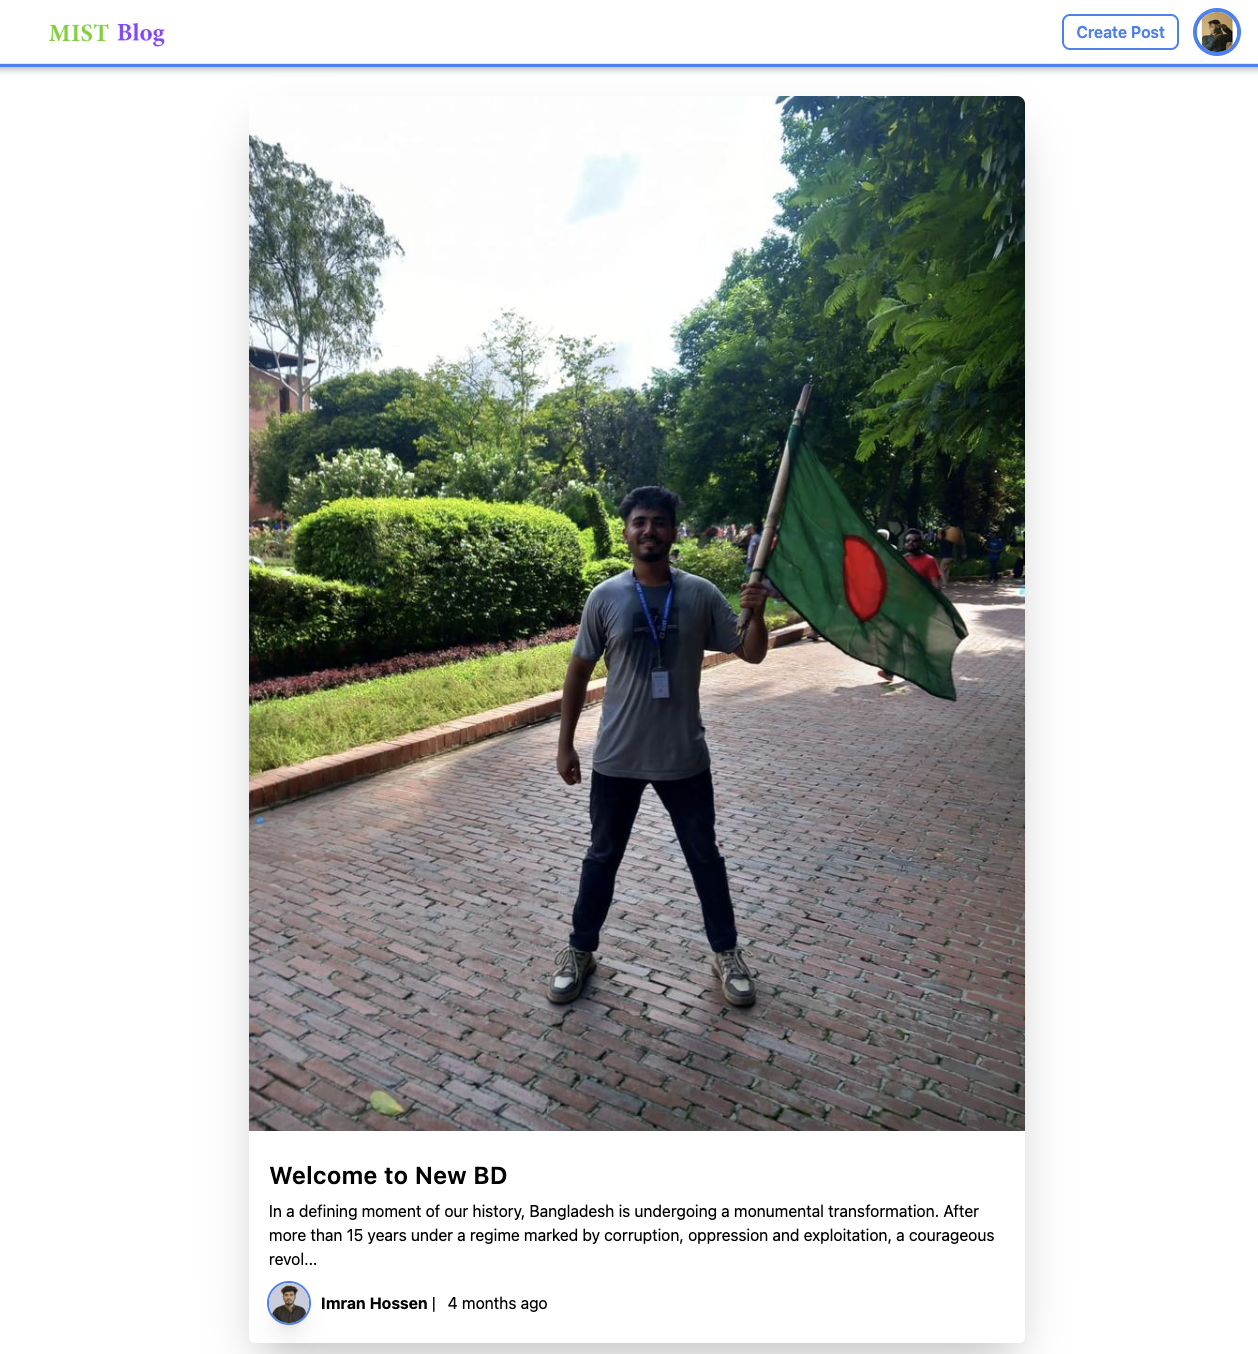 MIST Blog
Create Post
Welcome to New BD
In a defining moment of our history, Bangladesh is undergoing a monumental transformation. After
more than 15 years under a regime marked by corruption, oppression and exploitation, a courageous
revol...
Imran Hossen | 4 months ago